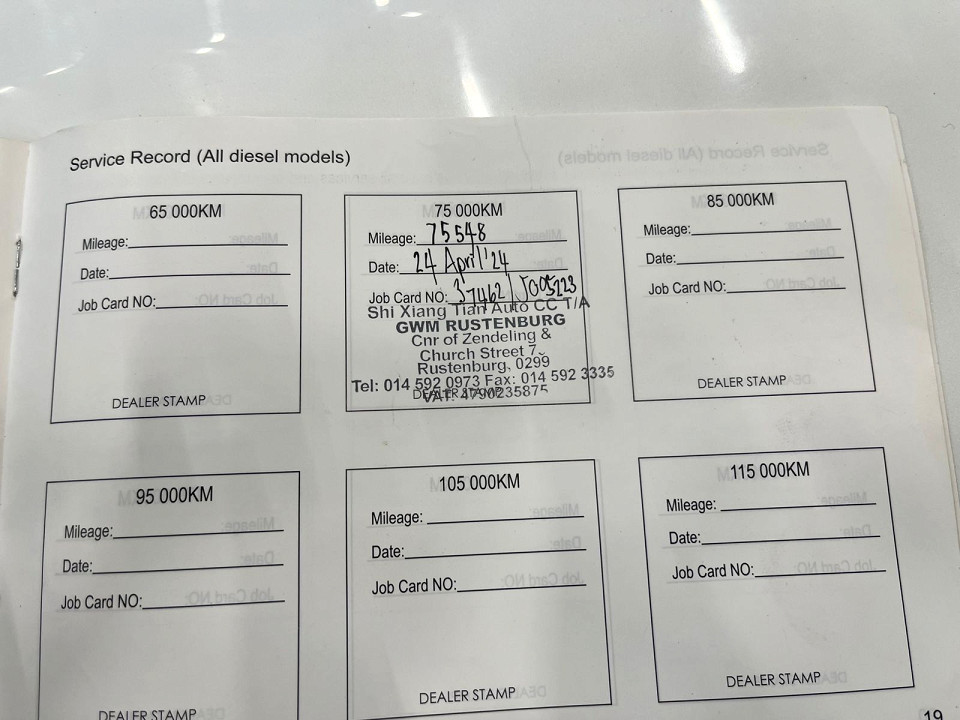 Service Record (All diesel models)
65 000KM
Mileage:
Date:
Job Card NO:
DEALER STAMP
75 000KM
Mileage: 75548
Date: 24 April '24
Job Card NO: 37462 / J005223
Shi Xiang Tian Auto CC T/A
GWM RUSTENBURG
Cnr of Zendeling &
Church Street 7,
Rustenburg, 0299
Tel: 014 592 0973 Fax: 014 592 3335
DEALER STAMP
VAT: 4790235875
85 000KM
Mileage:
Date:
Job Card NO:
DEALER STAMP
95 000KM
Mileage:
Date:
Job Card NO:
DEALER STAMP
105 000KM
Mileage:
Date:
Job Card NO:
DEALER STAMP
115 000KM
Mileage:
Date:
Job Card NO:
DEALER STAMP
19